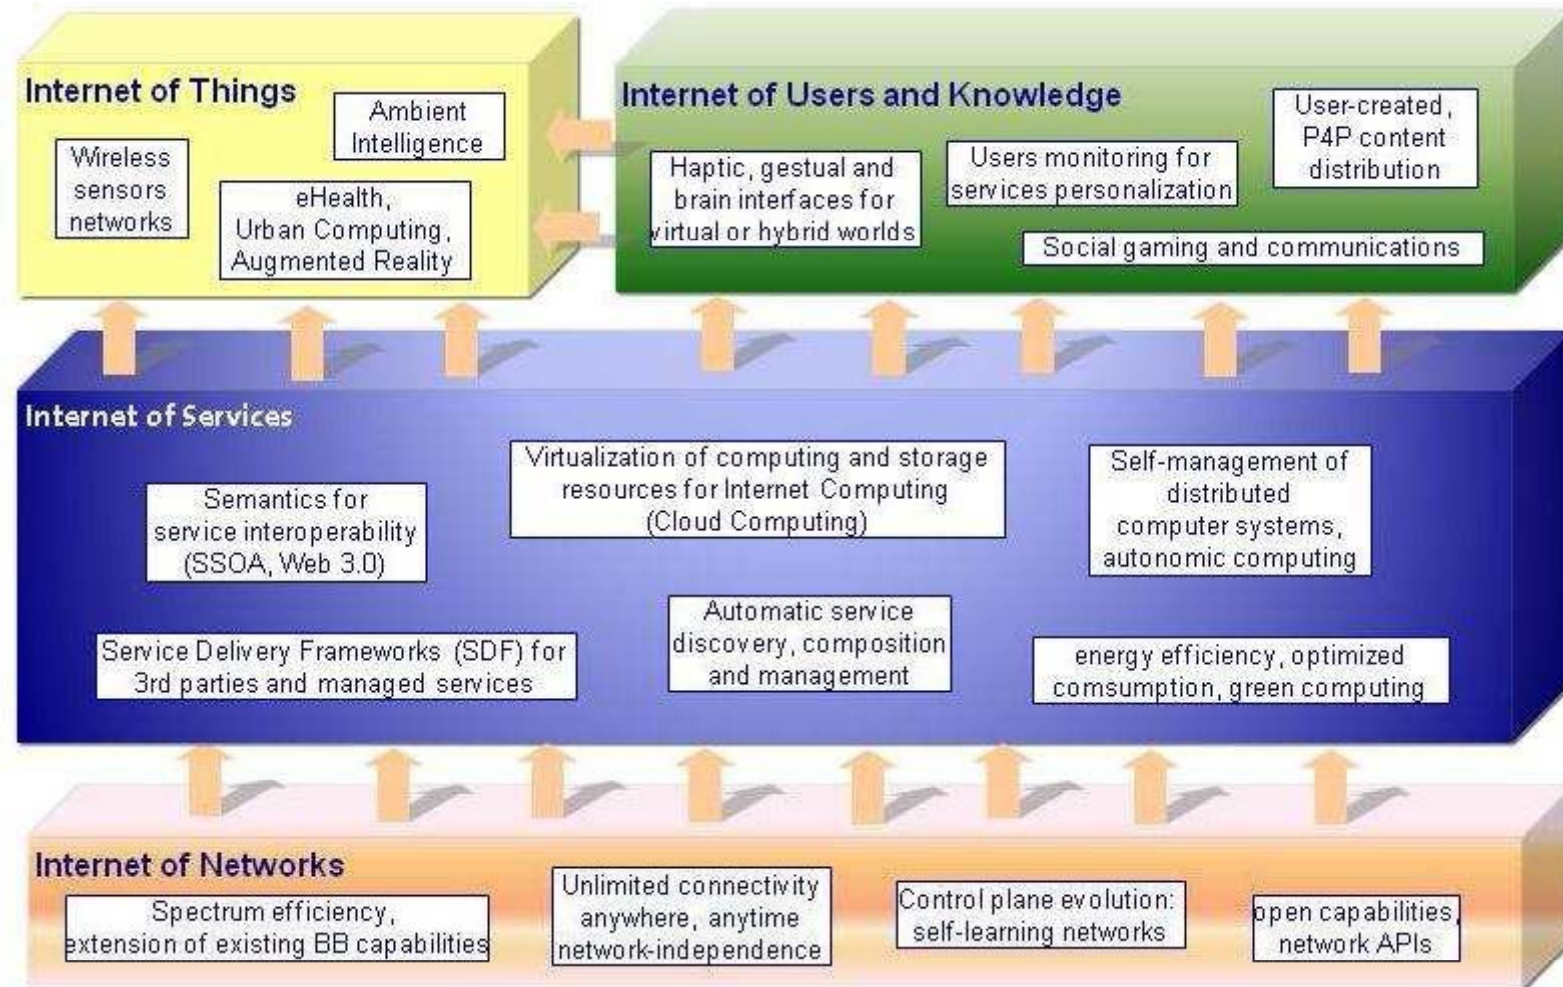 Internet of Things
Ambient
Intelligence
Wireless
sensors
networks
eHealth,
Urban Computing,
Augmented Reality
Internet of Users and Knowledge
Haptic, gestual and
brain interfaces for
virtual or hybrid worlds
Users monitoring for
services personalization
User-created,
P4P content
distribution
Social gaming and communications
Internet of Services
Semantics for
service interoperability
(SSOA, Web 3.0)
Virtualization of computing and storage
resources for Internet Computing
(Cloud Computing)
Self-management of
distributed
computer systems,
autonomic computing
Service Delivery Frameworks (SDF) for
3rd parties and managed services
Automatic service
discovery, composition
and management
energy efficiency, optimized
comsumption, green computing
Internet of Networks
Spectrum efficiency,
extension of existing BB capabilities
Unlimited connectivity
anywhere, anytime
network-independence
Control plane evolution:
self-learning networks
open capabilities,
network APIs